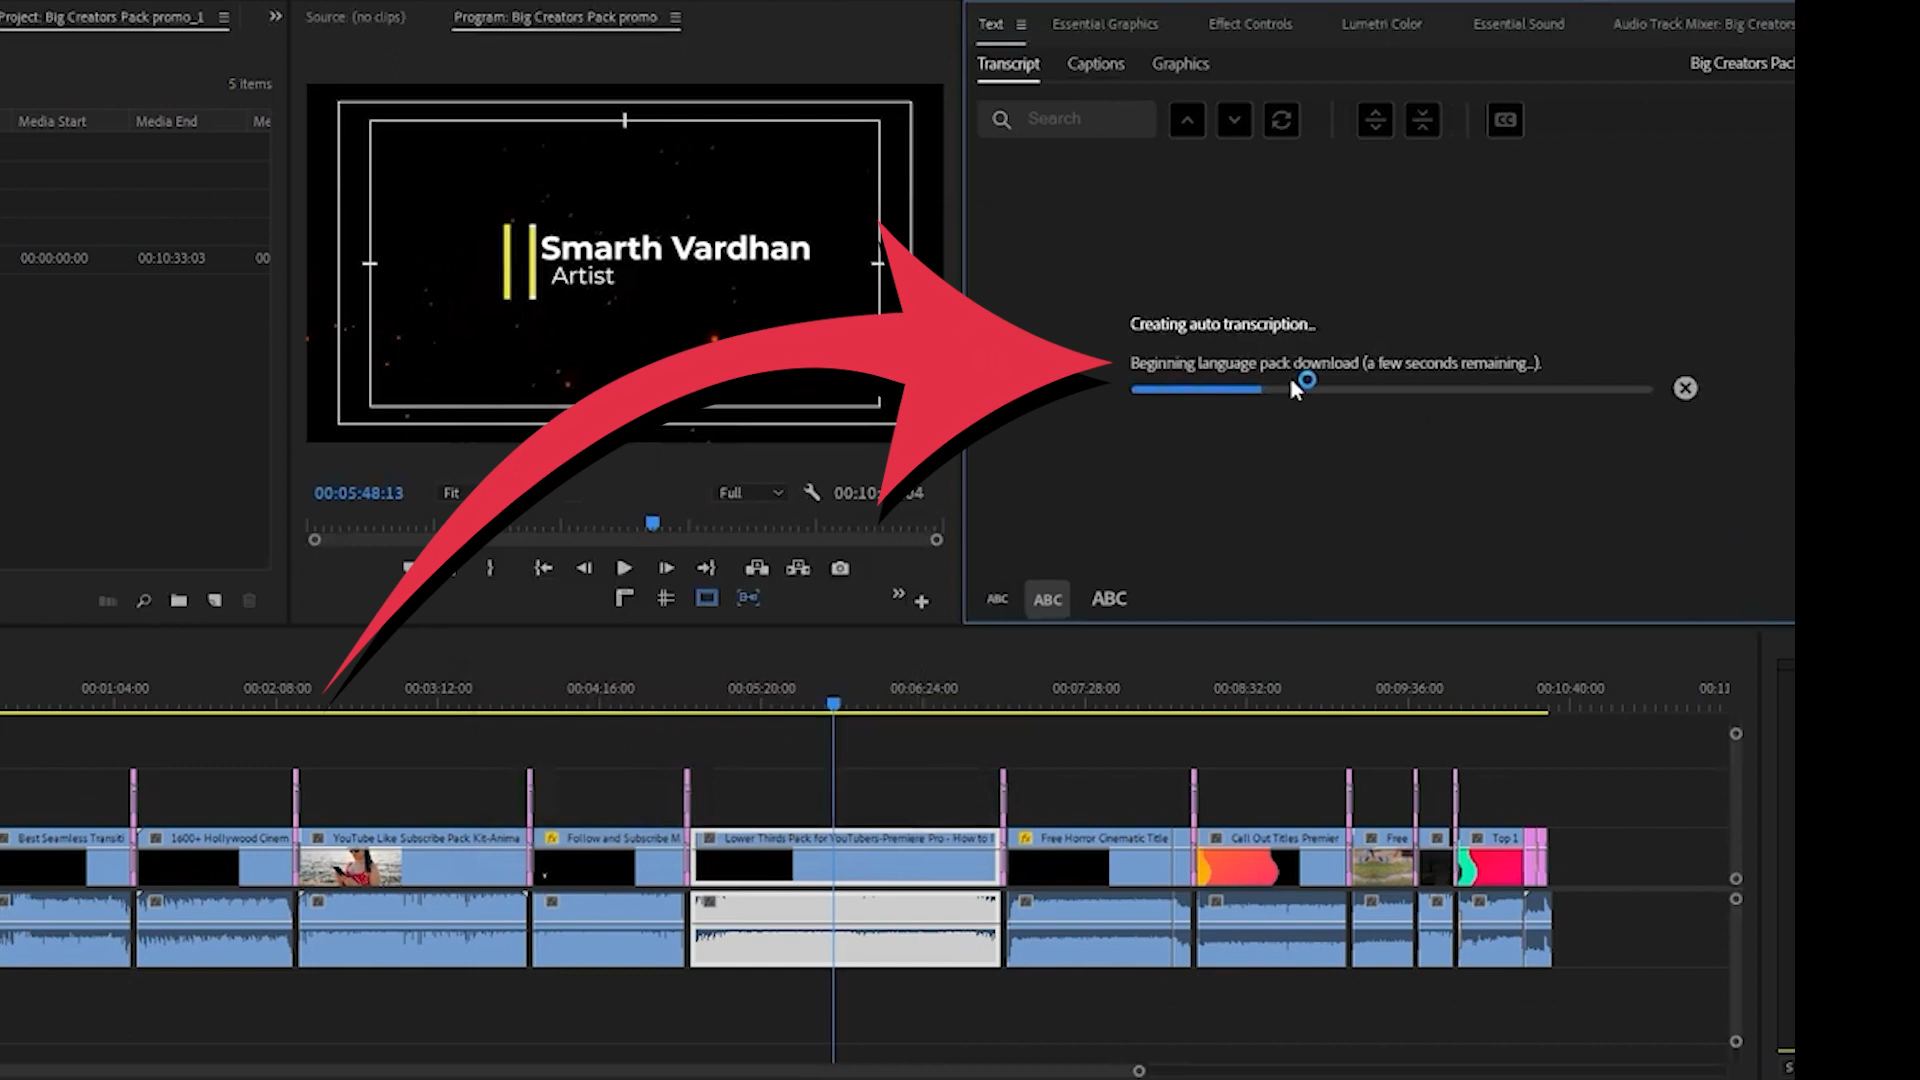 Project: Big Creators Pack promo_1
Source: (no clips)
Program: Big Creators Pack promo
Text
Essential Graphics
Effect Controls
Lumetri Color
Essential Sound
Audio Track Mixer: Big Creators
Transcript
Captions
Graphics
Big Creators Pac
5 items
Media Start
Media End
Me
Search
CC
00:00:00:00
00:10:33:03
00
Smarth Vardhan
Artist
Creating auto transcription...
Beginning language pack download (a few seconds remaining...).
00:05:48:13
Fit
Full
ABC
ABC
ABC
00:01:04:00
00:02:08:00
00:03:12:00
00:04:16:00
00:05:20:00
00:06:24:00
00:07:28:00
00:08:32:00
00:09:36:00
00:10:40:00
00:11
Best Seamless Transiti
1600+ Hollywood Cinem
YouTube Like Subscribe Pack Kit-Anima
Follow and Subscribe M
Lower Thirds Pack for YouTubers-Premiere Pro - How to
Free Horror Cinematic Title
Call Out Titles Premier
Free
Top 1